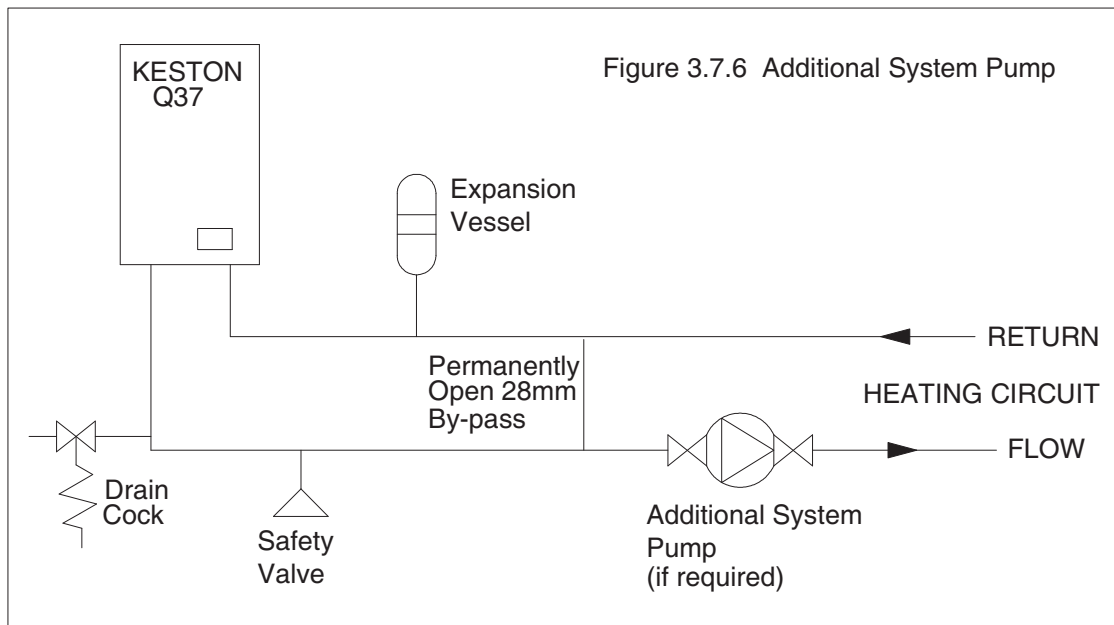 KESTON
Q37
Figure 3.7.6 Additional System Pump
Expansion
Vessel
RETURN
Permanently
Open 28mm
By-pass
HEATING CIRCUIT
FLOW
Drain
Cock
Safety
Valve
Additional System
Pump
(if required)